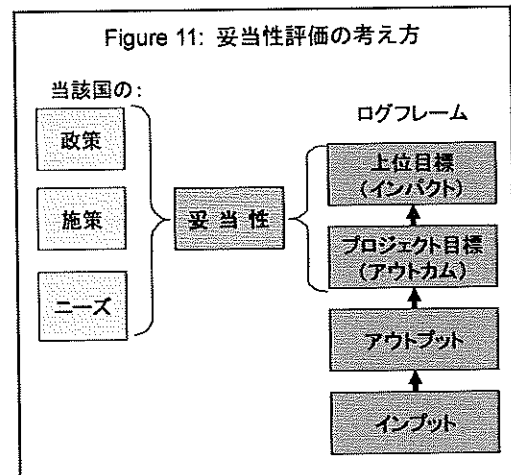 Figure 11: 妥当性評価の考え方
当該国の:
政策
施策
ニーズ
妥 当 性
ログフレーム
上位目標
(インパクト)
プロジェクト目標
(アウトカム)
アウトプット
インプット